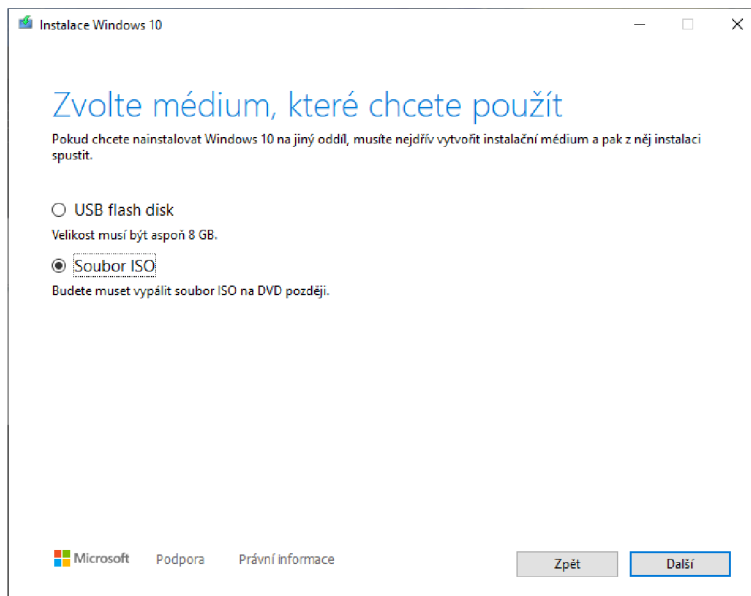 Instalace Windows 10
Zvolte médium, které chcete použít
Pokud chcete nainstalovat Windows 10 na jiný oddíl, musíte nejdřív vytvořit instalační médium a pak z něj instalaci
spustit.
USB flash disk
Velikost musí být aspoň 8 GB.
Soubor ISO
Budete muset vypálit soubor ISO na DVD později.
Microsoft Podpora Právní informace Zpět Další